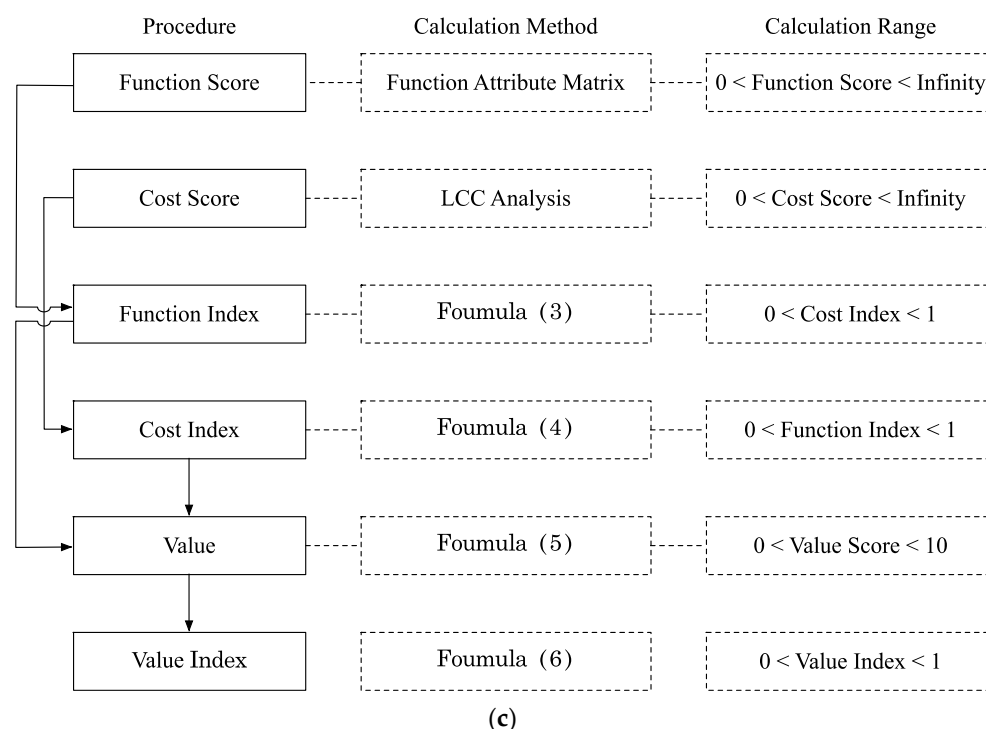 Procedure Calculation Method Calculation Range
Function Score Function Attribute Matrix 0 < Function Score < Infinity
Cost Score LCC Analysis 0 < Cost Score < Infinity
Function Index Foumula (3) 0 < Cost Index < 1
Cost Index Foumula (4) 0 < Function Index < 1
Value Foumula (5) 0 < Value Score < 10
Value Index Foumula (6) 0 < Value Index < 1
(c)